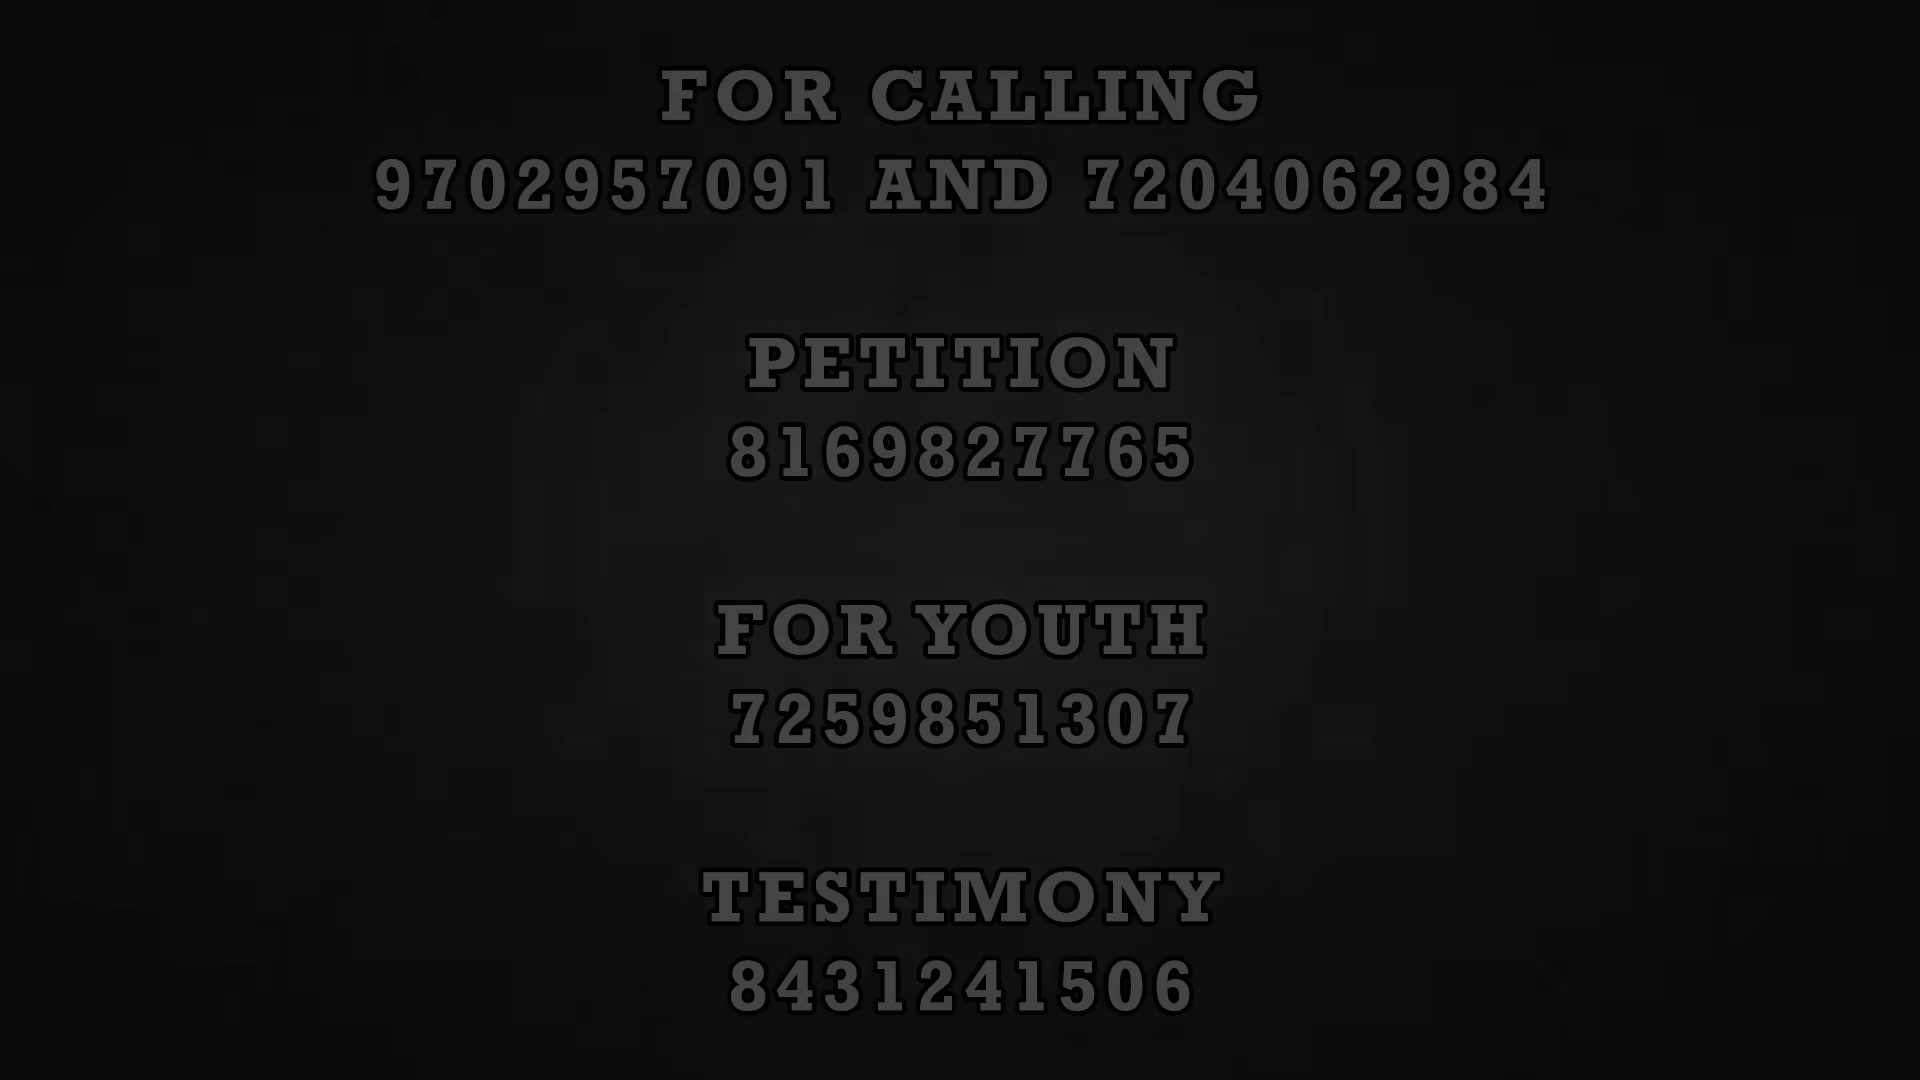 FOR CALLING
9702957091 AND 7204062984
PETITION
8169827765
FOR YOUTH
7259851307
TESTIMONY
8431241506